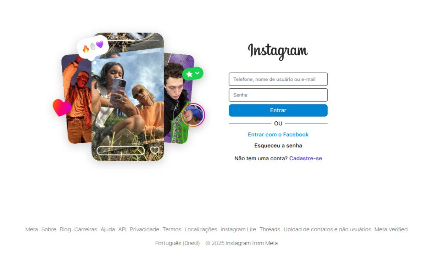 Instagram
Telefone, nome de usuário ou e-mail
Senha
Entrar
OU
Entrar com o Facebook
Esqueceu a senha
Não tem uma conta? Cadastre-se
Meta Sobre Blog Carreiras Ajuda API Privacidade Termos Localizações Instagram Lite Threads Upload de contatos e não usuários Meta Verified
Português (Brasil) © 2025 Instagram from Meta